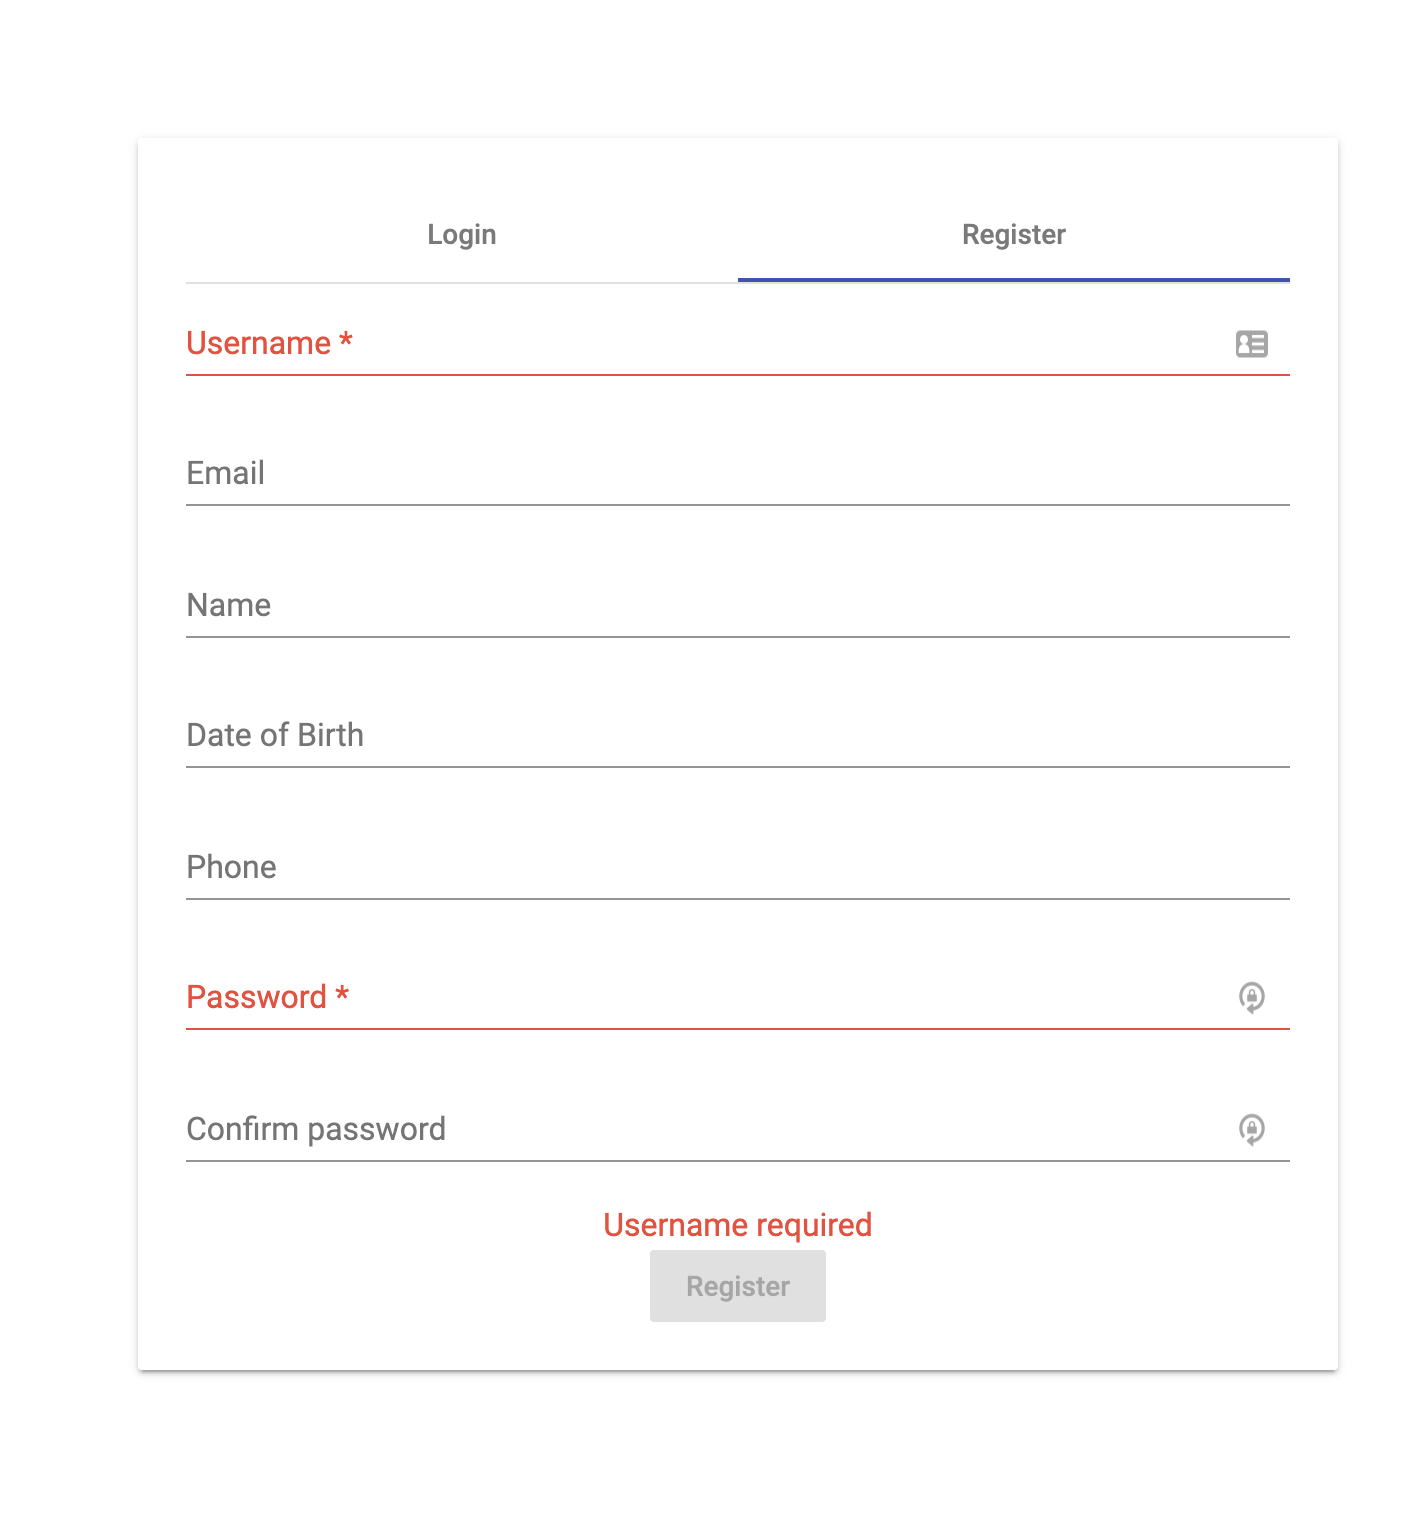 Login Register
Username *
Email
Name
Date of Birth
Phone
Password *
Confirm password
Username required
Register